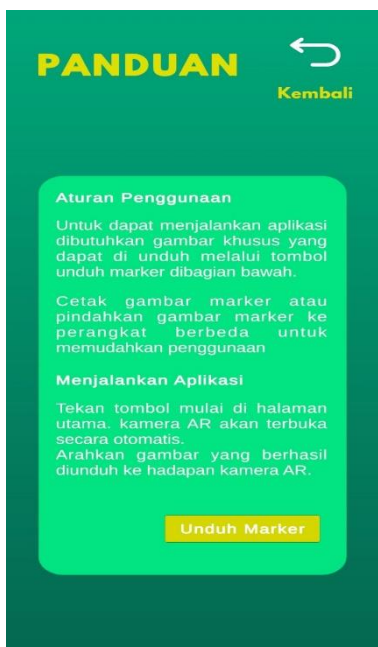 PANDUAN
Kembali
Aturan Penggunaan
Untuk dapat menjalankan aplikasi
dibutuhkan gambar khusus yang
dapat di unduh melalui tombol
unduh marker dibagian bawah.
Cetak gambar marker atau
pindahkan gambar marker ke
perangkat berbeda untuk
memudahkan penggunaan
Menjalankan Aplikasi
Tekan tombol mulai di halaman
utama. kamera AR akan terbuka
secara otomatis.
Arahkan gambar yang berhasil
diunduh ke hadapan kamera AR.
Unduh Marker